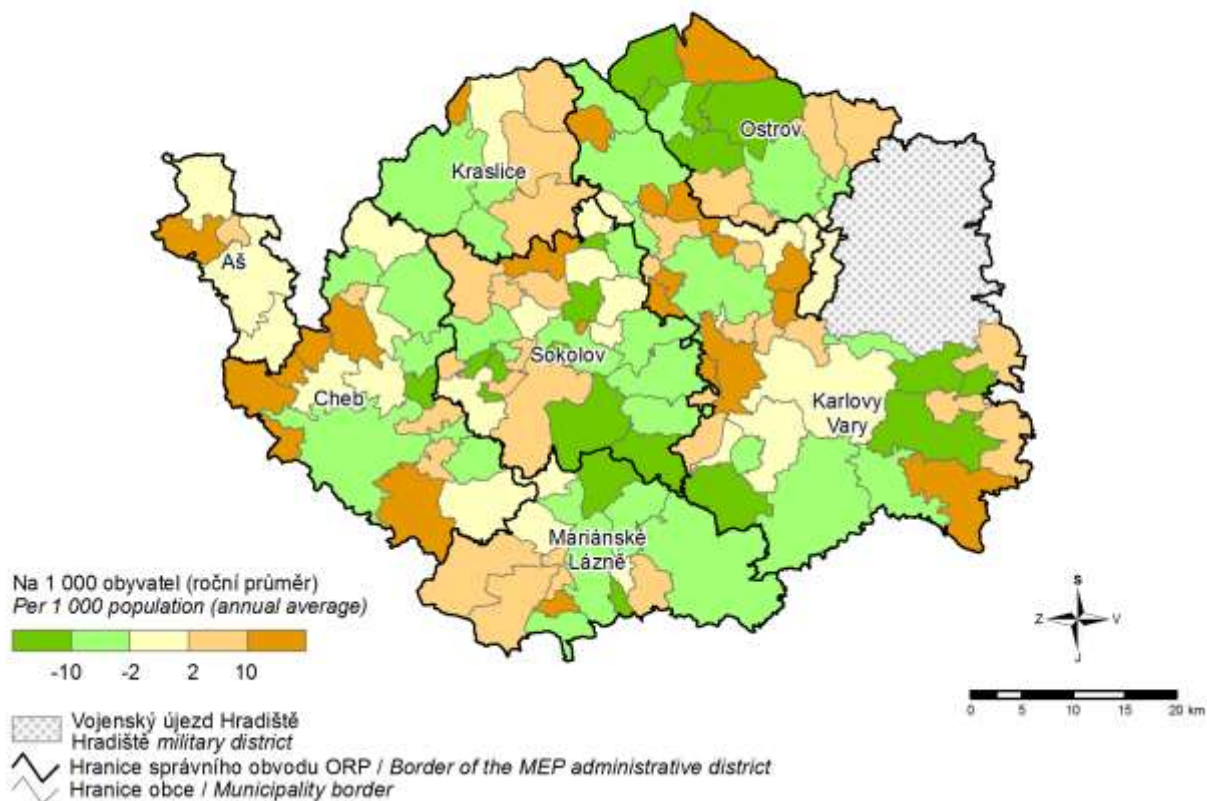 Ostrov
Kraslice
Aš
Sokolov
Cheb
Karlovy
Vary
Mariánské
Lázně
Na 1 000 obyvatel (roční průměr)
Per 1 000 population (annual average)
-10 -2 2 10
S
Z V
J
0 5 10 15 20 km
Vojenský újezd Hradiště
Hradiště military district
Hranice správního obvodu ORP / Border of the MEP administrative district
Hranice obce / Municipality border